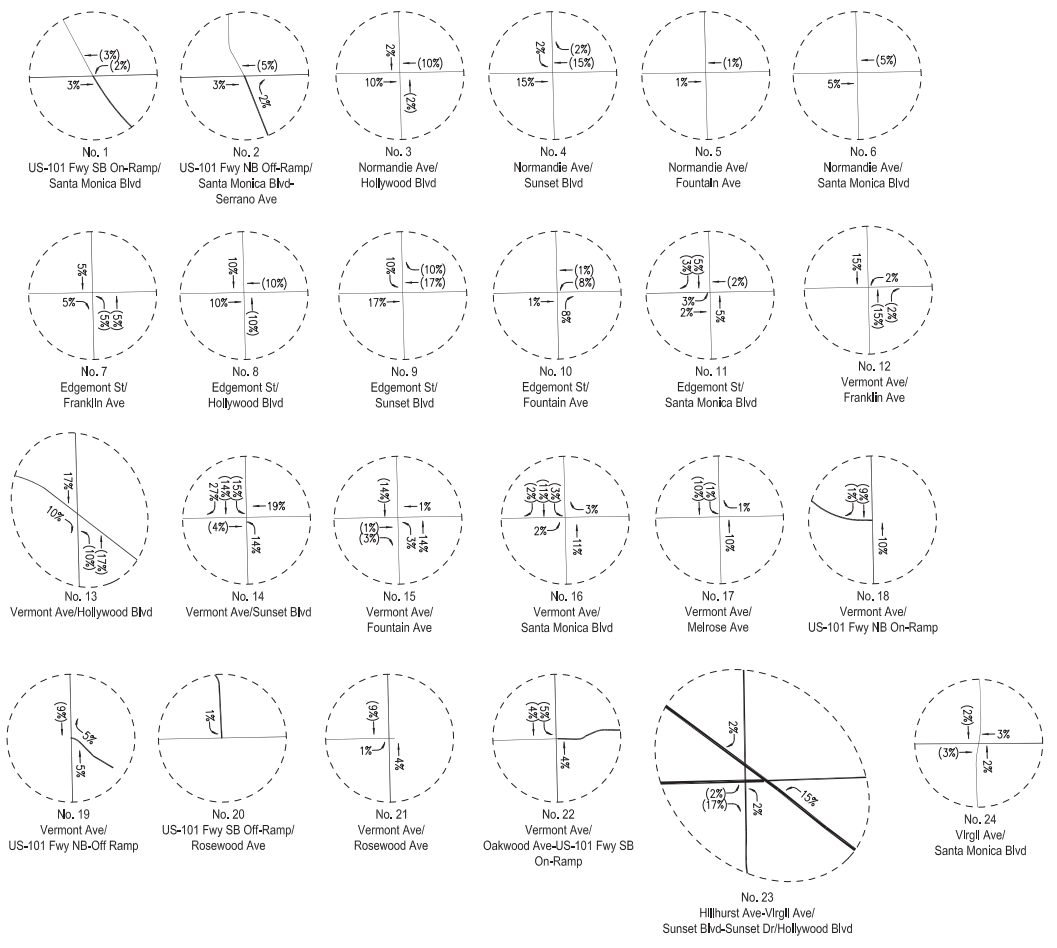 (3%)
(2%)
3%
No. 1
US-101 Fwy SB On-Ramp/
Santa Monica Blvd
(5%)
3%
2%
No. 2
US-101 Fwy NB Off-Ramp/
Santa Monica Blvd-
Serrano Ave
2%
(10%)
10%
(2%)
No. 3
Normandie Ave/
Hollywood Blvd
2%
(2%)
(15%)
15%
No. 4
Normandie Ave/
Sunset Blvd
(1%)
1%
No. 5
Normandie Ave/
Fountain Ave
(5%)
5%
No. 6
Normandie Ave/
Santa Monica Blvd
5%
5%
(5%)
(5%)
No. 7
Edgemont St/
Franklin Ave
10%
(10%)
10%
(10%)
No. 8
Edgemont St/
Hollywood Blvd
10%
(10%)
(17%)
17%
No. 9
Edgemont St/
Sunset Blvd
(1%)
(8%)
1%
8%
No. 10
Edgemont St/
Fountain Ave
(3%)
5%
(2%)
3%
2%
5%
No. 11
Edgemont St/
Santa Monica Blvd
15%
2%
(15%)
(2%)
No. 12
Vermont Ave/
Franklin Ave
17%
10%
(10%)
(17%)
No. 13
Vermont Ave/Hollywood Blvd
27%
(14%)
(15%)
19%
(4%)
14%
No. 14
Vermont Ave/Sunset Blvd
(14%)
1%
(1%)
(3%)
3%
14%
No. 15
Vermont Ave/
Fountain Ave
(2%)
(11%)
(3%)
3%
2%
11%
No. 16
Vermont Ave/
Santa Monica Blvd
(10%)
(1%)
1%
10%
No. 17
Vermont Ave/
Melrose Ave
(1%)
(9%)
10%
No. 18
Vermont Ave/
US-101 Fwy NB On-Ramp
(9%)
5%
5%
No. 19
Vermont Ave/
US-101 Fwy NB-Off Ramp
1%
No. 20
US-101 Fwy SB Off-Ramp/
Rosewood Ave
(9%)
1%
4%
No. 21
Vermont Ave/
Rosewood Ave
(4%)
5%
4%
No. 22
Vermont Ave/
Oakwood Ave-US-101 Fwy SB
On-Ramp
2%
(2%)
(17%)
2%
15%
No. 23
Hillhurst Ave-Virgil Ave/
Sunset Blvd-Sunset Dr/Hollywood Blvd
(2%)
3%
(3%)
2%
No. 24
Virgil Ave/
Santa Monica Blvd